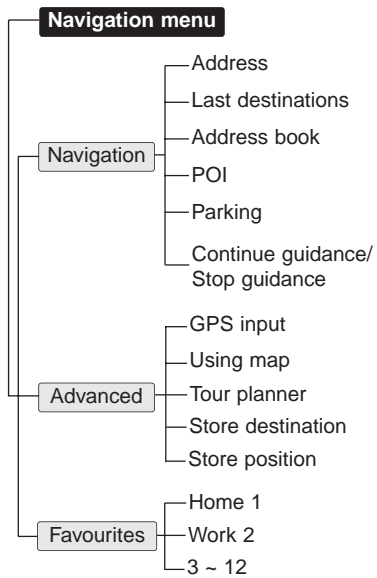 Navigation menu
Navigation
Address
Last destinations
Address book
POI
Parking
Continue guidance/
Stop guidance
Advanced
GPS input
Using map
Tour planner
Store destination
Store position
Favourites
Home 1
Work 2
3 ~ 12